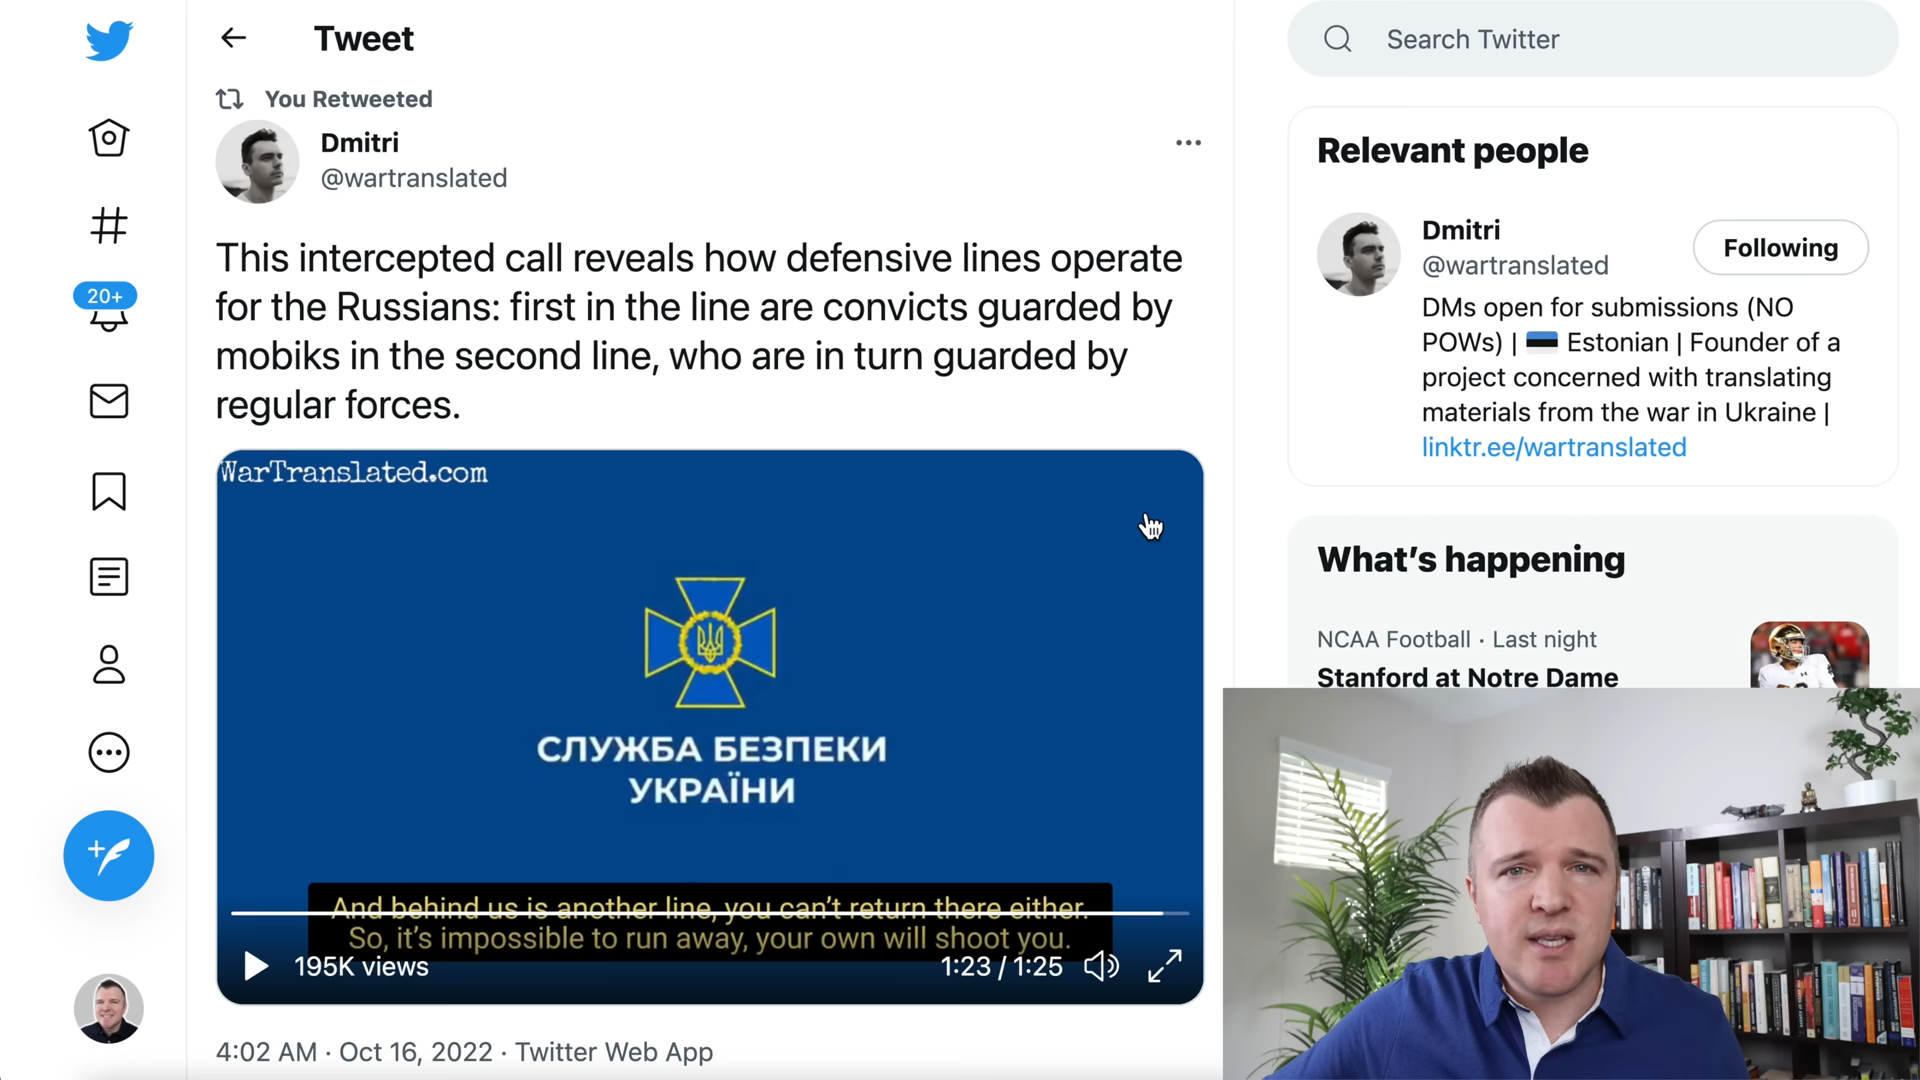 Tweet
You Retweeted
Dmitri
@wartranslated
This intercepted call reveals how defensive lines operate
for the Russians: first in the line are convicts guarded by
mobiks in the second line, who are in turn guarded by
regular forces.
WarTranslated.com
СЛУЖБА БЕЗПЕКИ
УКРАЇНИ
And behind us is another line, you can't return there either.
So, it's impossible to run away, your own will shoot you.
195K views
1:23 / 1:25
4:02 AM · Oct 16, 2022 · Twitter Web App
20+
Search Twitter
Relevant people
Dmitri
@wartranslated
Following
DMs open for submissions (NO
POWs) | Estonian | Founder of a
project concerned with translating
materials from the war in Ukraine |
linktr.ee/wartranslated
What's happening
NCAA Football · Last night
Stanford at Notre Dame